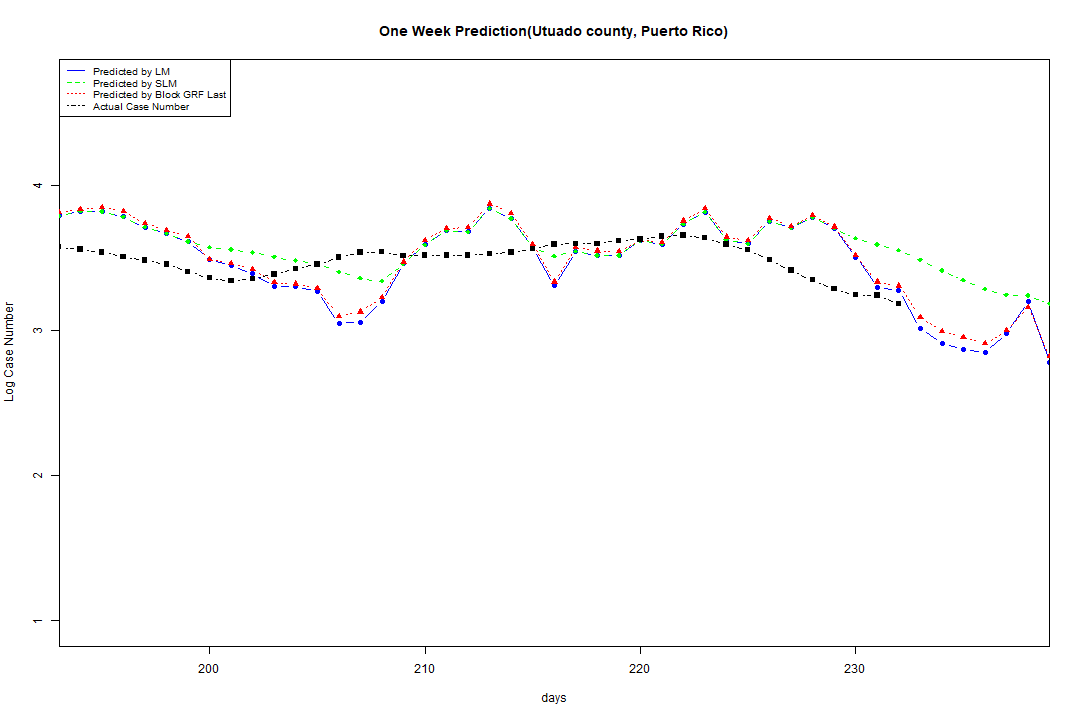 One Week Prediction(Utuado county, Puerto Rico)
Predicted by LM
Predicted by SLM
Predicted by Block GRF Last
Actual Case Number
4
3
2
1
Log Case Number
200 210 220 230
days